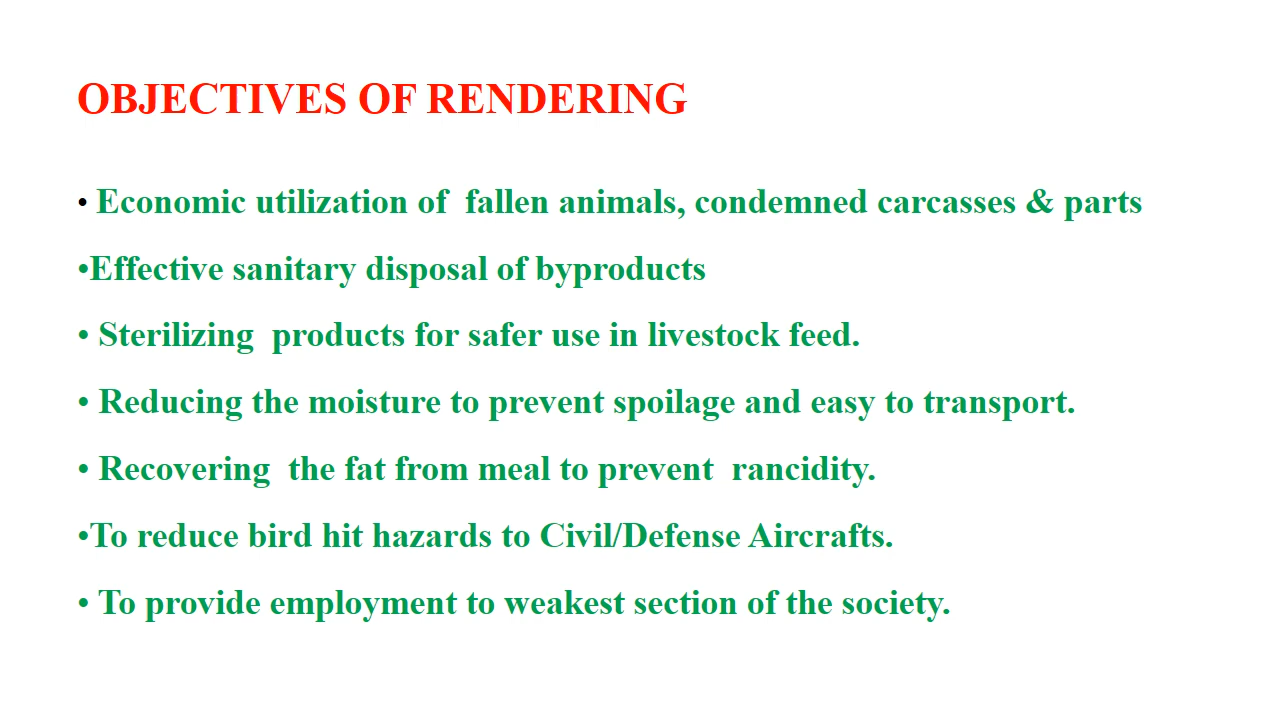 OBJECTIVES OF RENDERING
• Economic utilization of  fallen animals, condemned carcasses & parts
•Effective sanitary disposal of byproducts
• Sterilizing  products for safer use in livestock feed.
• Reducing the moisture to prevent spoilage and easy to transport.
• Recovering  the fat from meal to prevent  rancidity.
•To reduce bird hit hazards to Civil/Defense Aircrafts.
• To provide employment to weakest section of the society.